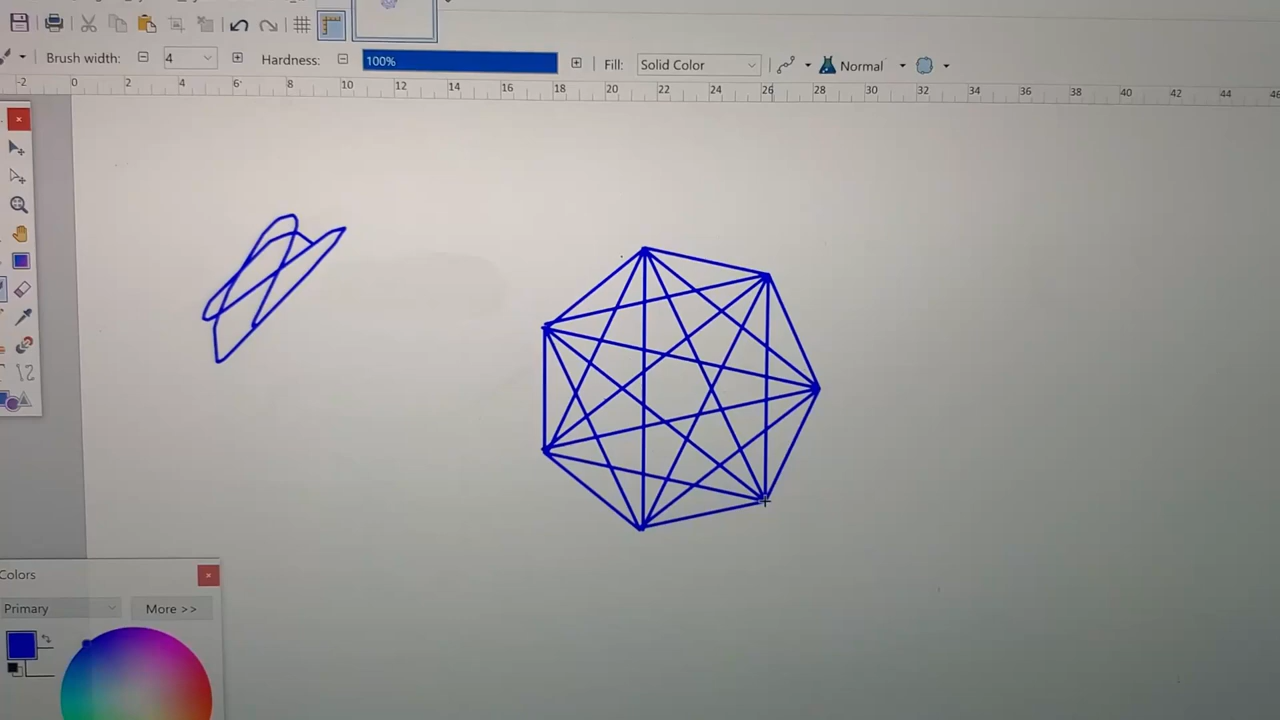 Brush width: 4 Hardness: 100% Fill: Solid Color Normal
-2 0 2 4 6 8 10 12 14 16 18 20 22 24 26 28 30 32 34 36 38 40 42 44 46
Colors
Primary More >>